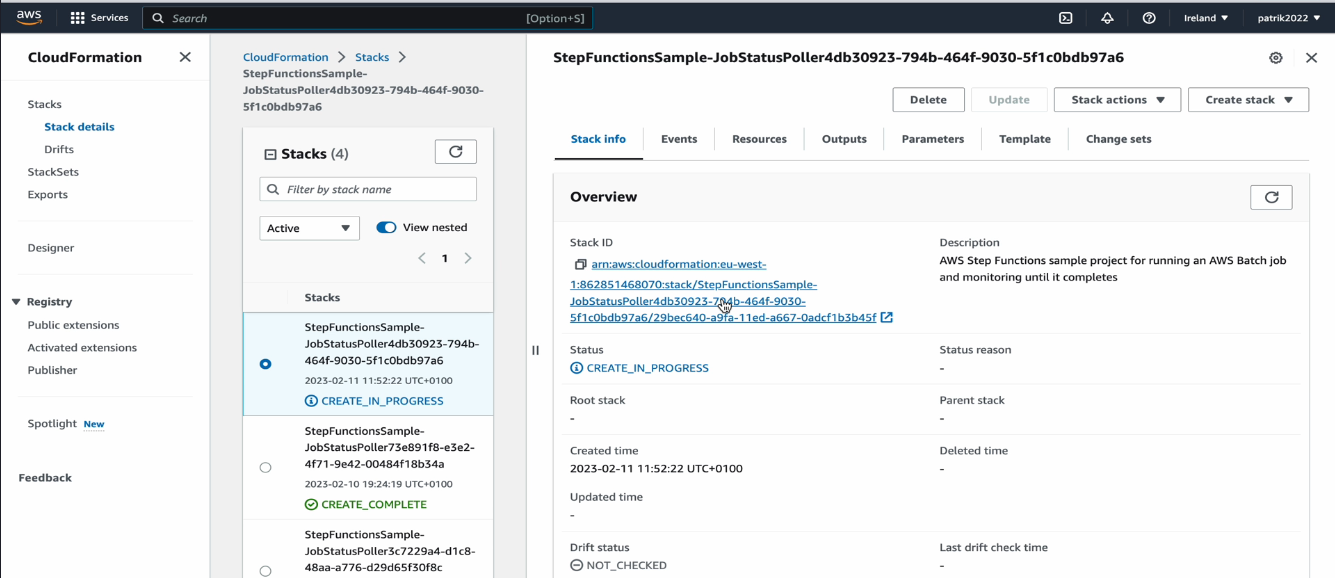 aws
Services
Search
[Option+S]
Ireland
patrik2022
CloudFormation
Stacks
Stack details
Drifts
StackSets
Exports
Designer
Registry
Public extensions
Activated extensions
Publisher
Spotlight New
Feedback
CloudFormation
Stacks
StepFunctionsSample-
JobStatusPoller4db30923-794b-464f-9030-
5f1c0bdb97a6
Stacks (4)
Filter by stack name
Active
View nested
1
Stacks
StepFunctionsSample-
JobStatusPoller4db30923-794b-
464f-9030-5f1c0bdb97a6
2023-02-11 11:52:22 UTC+0100
CREATE_IN_PROGRESS
StepFunctionsSample-
JobStatusPoller73e891f8-e3e2-
4f71-9e42-00484f18b34a
2023-02-10 19:24:19 UTC+0100
CREATE_COMPLETE
StepFunctionsSample-
JobStatusPoller3c7229a4-d1c8-
48aa-a776-d29d65f30f8c
StepFunctionsSample-JobStatusPoller4db30923-794b-464f-9030-5f1c0bdb97a6
Delete
Update
Stack actions
Create stack
Stack info
Events
Resources
Outputs
Parameters
Template
Change sets
Overview
Stack ID
arn:aws:cloudformation:eu-west-
1:862851468070:stack/StepFunctionsSample-
JobStatusPoller4db30923-794b-464f-9030-
5f1c0bdb97a6/29bec640-a9fa-11ed-a667-0adcf1b3b45f
Description
AWS Step Functions sample project for running an AWS Batch job
and monitoring until it completes
Status
CREATE_IN_PROGRESS
Status reason
-
Root stack
-
Parent stack
-
Created time
2023-02-11 11:52:22 UTC+0100
Deleted time
-
Updated time
-
Drift status
NOT_CHECKED
Last drift check time
-